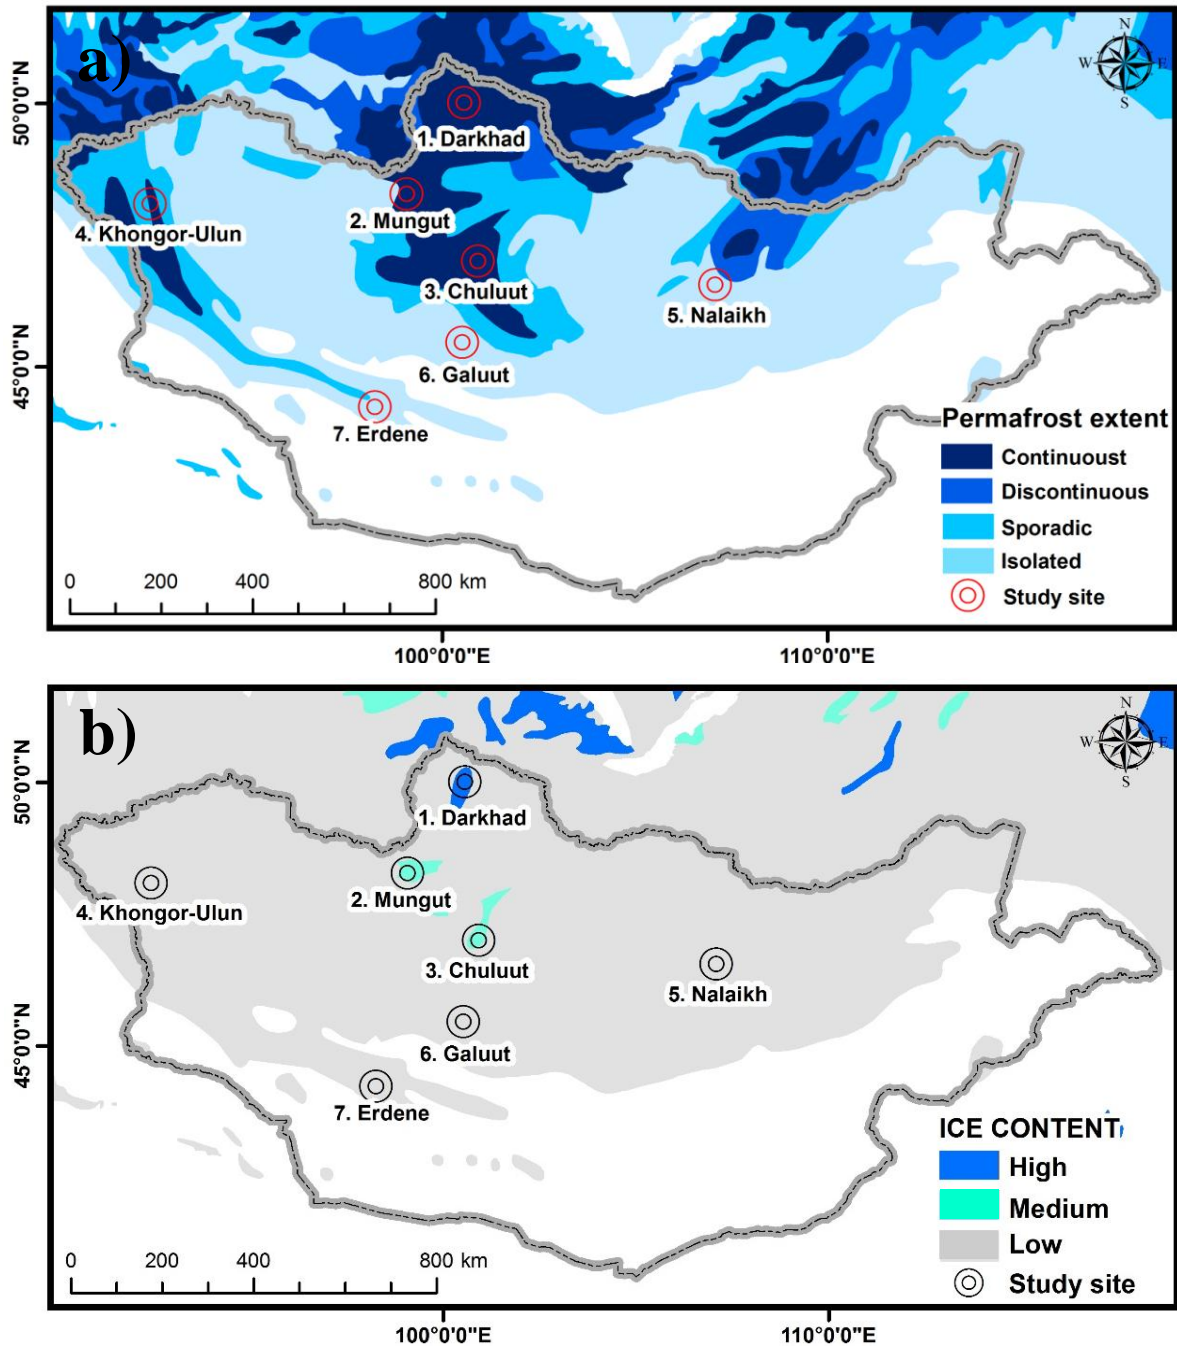 a)
N
W E
S
50°0'0"N
1. Darkhad
2. Mungut
4. Khongor-Ulun
3. Chuluut
5. Nalaikh
6. Galuut
45°0'0"N
7. Erdene
Permafrost extent
Continuoust
Discontinuous
Sporadic
Isolated
Study site
0 200 400 800 km
100°0'0"E 110°0'0"E
b)
N
W E
S
50°0'0"N
1. Darkhad
2. Mungut
4. Khongor-Ulun
3. Chuluut
5. Nalaikh
6. Galuut
45°0'0"N
7. Erdene
ICE CONTENT
High
Medium
Low
Study site
0 200 400 800 km
100°0'0"E 110°0'0"E